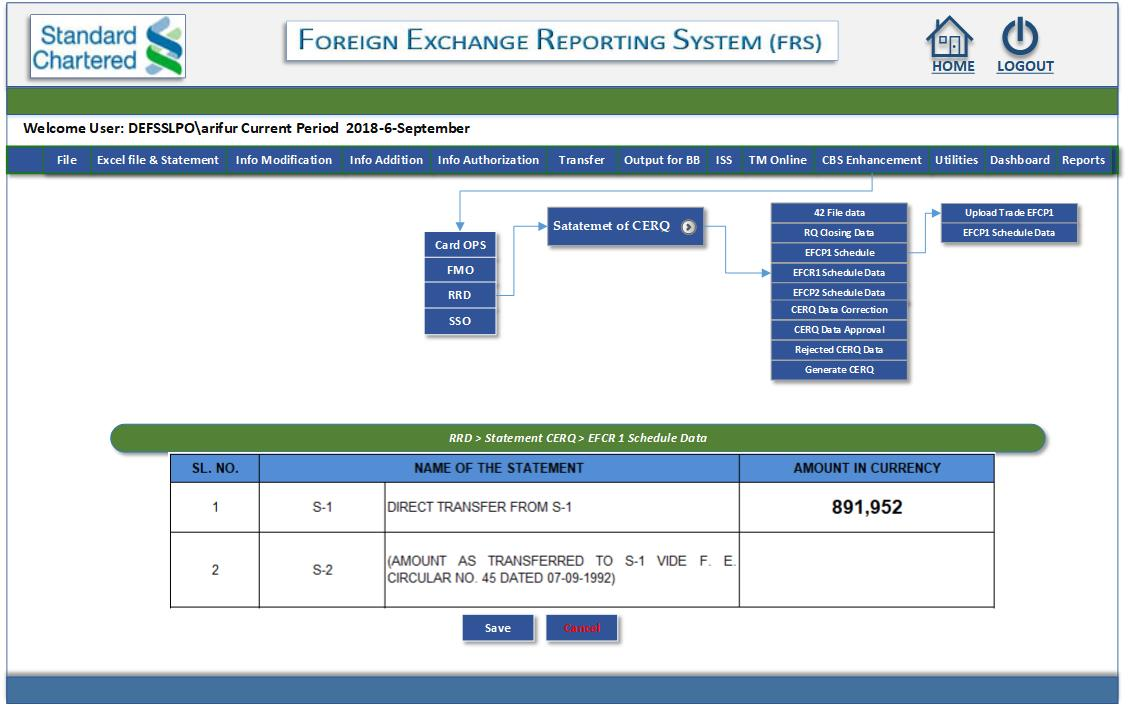 Standard
Chartered
FOREIGN EXCHANGE REPORTING SYSTEM (FRS)
HOME
LOGOUT
Welcome User: DEFSSLPO\arifur Current Period 2018-6-September
File Excel file & Statement Info Modification Info Addition Info Authorization Transfer Output for BB ISS TM Online CBS Enhancement Utilities Dashboard Reports
Card OPS
FMO
RRD
SSO
Satatemet of CERQ
42 File data
RQ Closing Data
EFCP1 Schedule
EFCR1 Schedule Data
EFCP2 Schedule Data
CERQ Data Correction
CERQ Data Approval
Rejected CERQ Data
Generate CERQ
Upload Trade EFCP1
EFCP1 Schedule Data
RRD > Statement CERQ > EFCR 1 Schedule Data
SL. NO. NAME OF THE STATEMENT AMOUNT IN CURRENCY
1 S-1 DIRECT TRANSFER FROM S-1 891,952
2 S-2 (AMOUNT AS TRANSFERRED TO S-1 VIDE F. E.
CIRCULAR NO. 45 DATED 07-09-1992)
Save Cancel